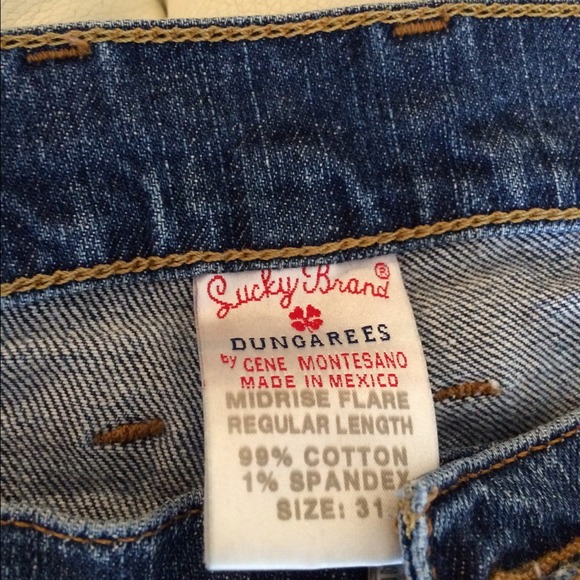 Lucky Brand®
DUNGAREES
by GENE MONTESANO
MADE IN MEXICO
MIDRISE FLARE
REGULAR LENGTH
99% COTTON
1% SPANDEX
SIZE: 31